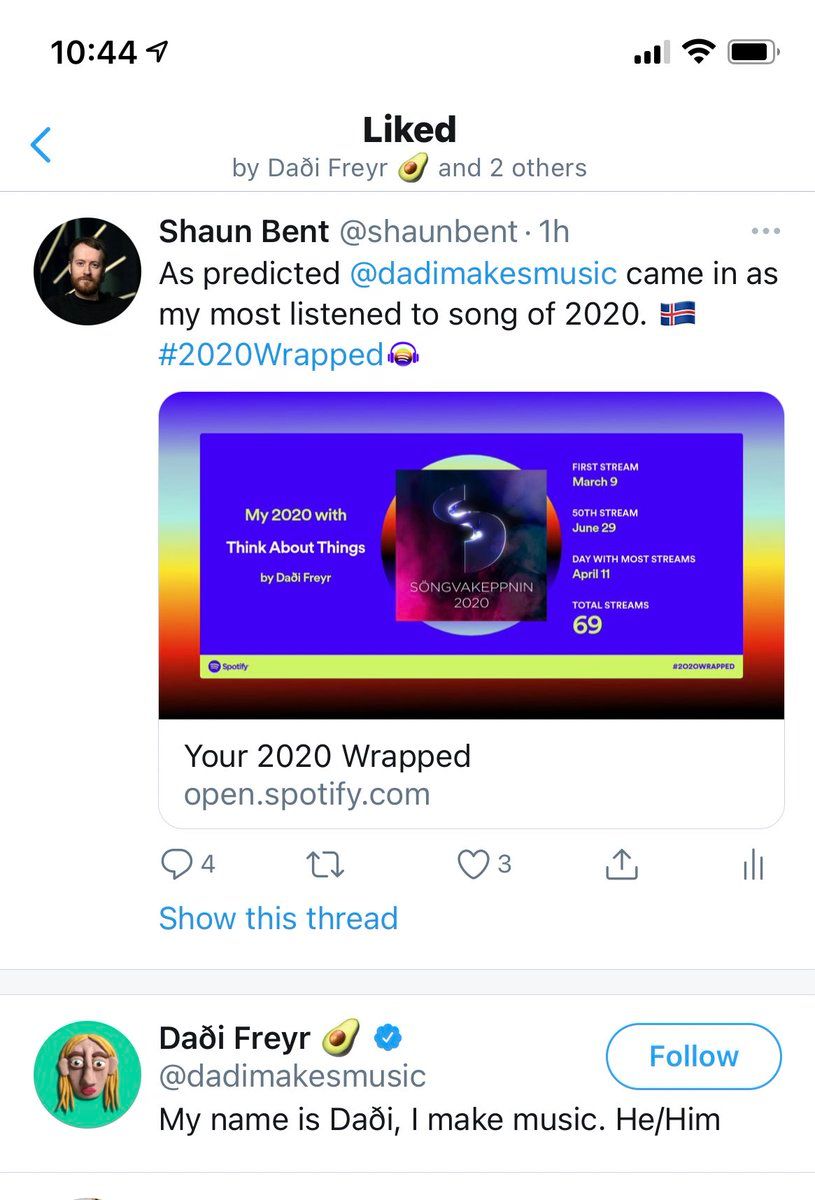 10:44
Liked
by Daði Freyr 🥑 and 2 others
Shaun Bent @shaunbent · 1h
As predicted @dadimakesmusic came in as
my most listened to song of 2020. 🇮🇸
#2020Wrapped
My 2020 with
Think About Things
by Daði Freyr
SÖNGVAKEPPNIN
2020
FIRST STREAM
March 9
50TH STREAM
June 29
DAY WITH MOST STREAMS
April 11
TOTAL STREAMS
69
Spotify
#2020WRAPPED
Your 2020 Wrapped
open.spotify.com
4
3
Show this thread
Daði Freyr 🥑
@dadimakesmusic
Follow
My name is Daði, I make music. He/Him